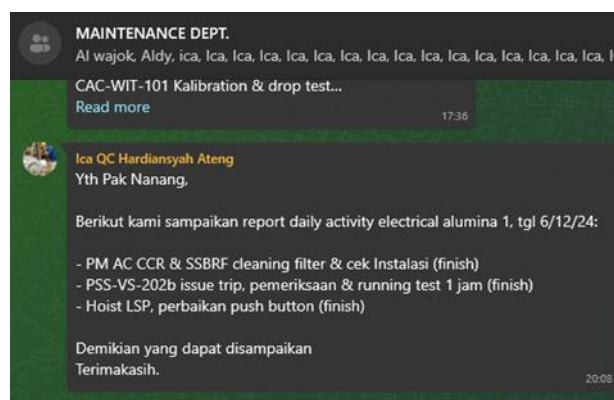 MAINTENANCE DEPT.
Al wajok, Aldy, ica, Ica, Ica, Ica, Ica, Ica, Ica, Ica, Ica, Ica, Ica, Ica, Ica, Ica, Ica, Ica, Ica,
CAC-WIT-101 Kalibration & drop test...
Read more
17:36
Ica QC Hardiansyah Ateng
Yth Pak Nanang,
Berikut kami sampaikan report daily activity electrical alumina 1, tgl 6/12/24:
- PM AC CCR & SSBRF cleaning filter & cek Instalasi (finish)
- PSS-VS-202b issue trip, pemeriksaan & running test 1 jam (finish)
- Hoist LSP, perbaikan push button (finish)
Demikian yang dapat disampaikan
Terimakasih.
20:08